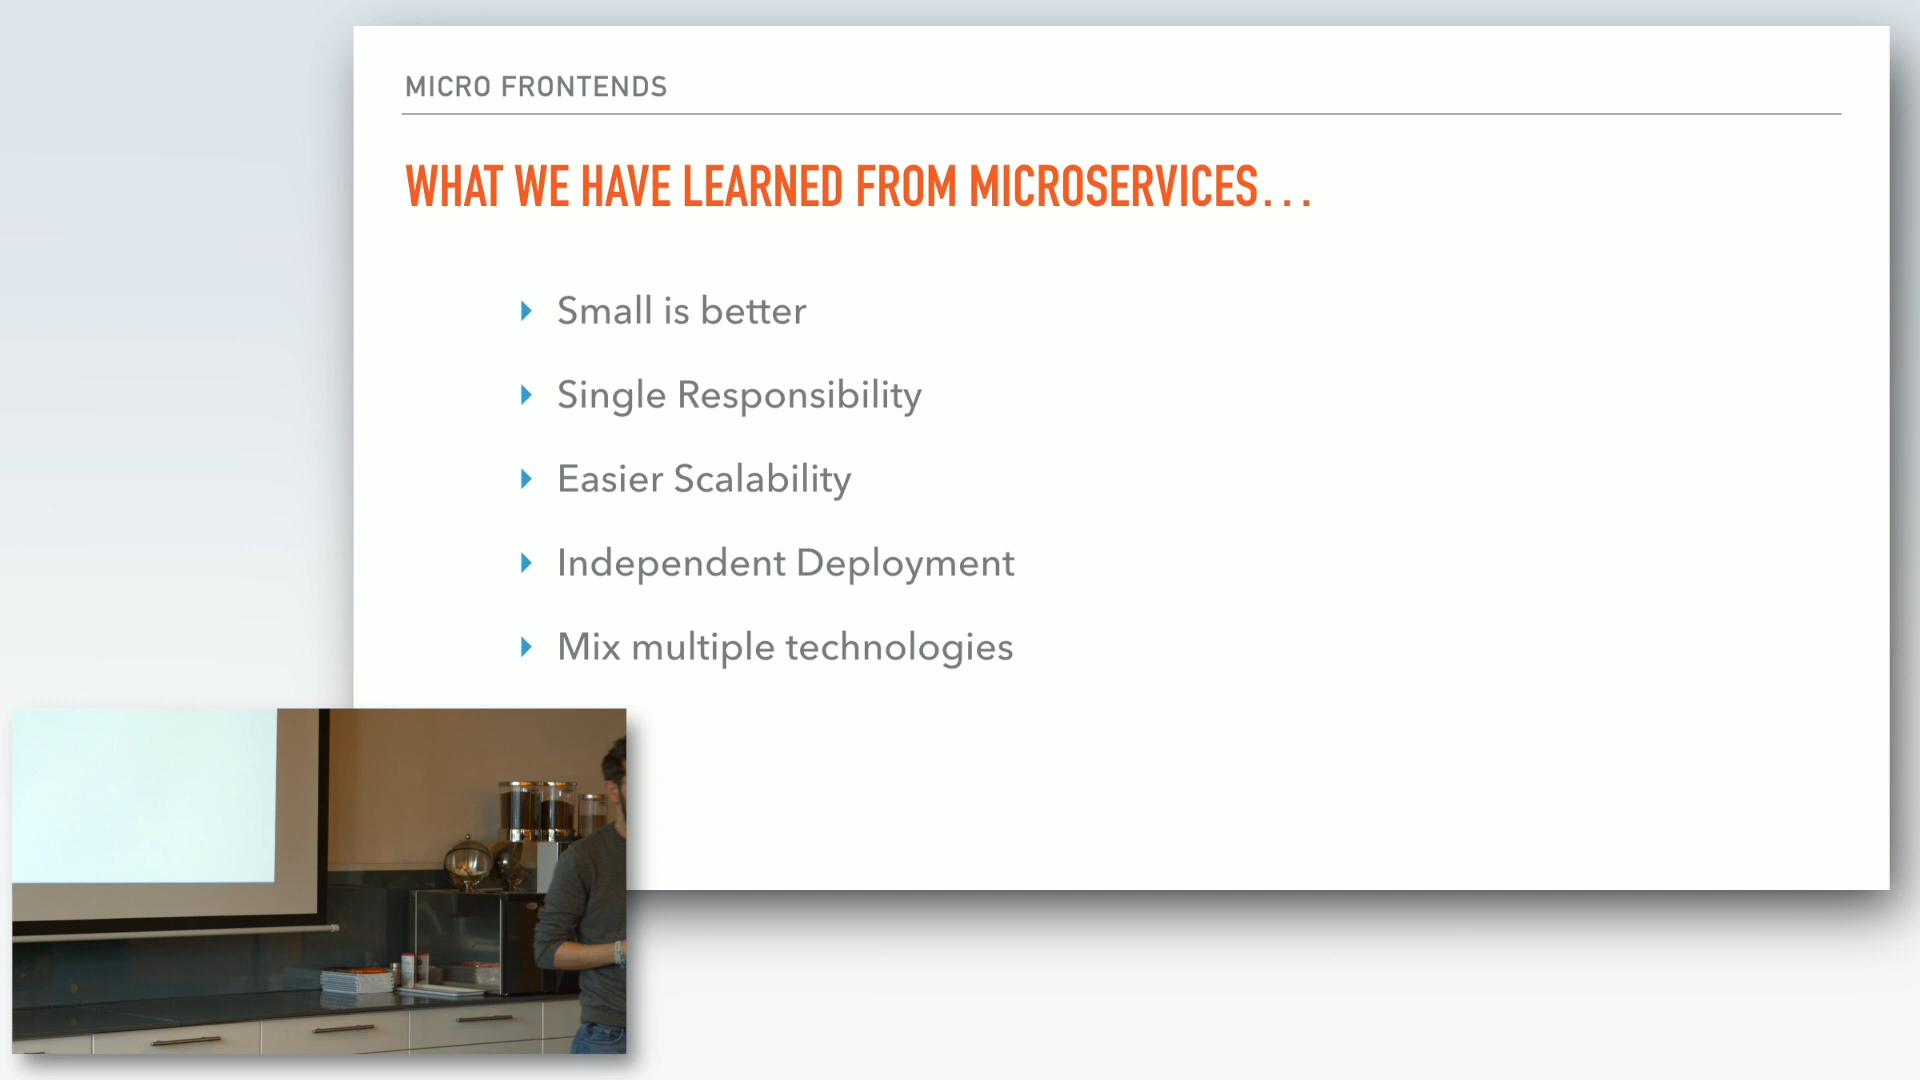 MICRO FRONTENDS
WHAT WE HAVE LEARNED FROM MICROSERVICES...
Small is better
Single Responsibility
Easier Scalability
Independent Deployment
Mix multiple technologies